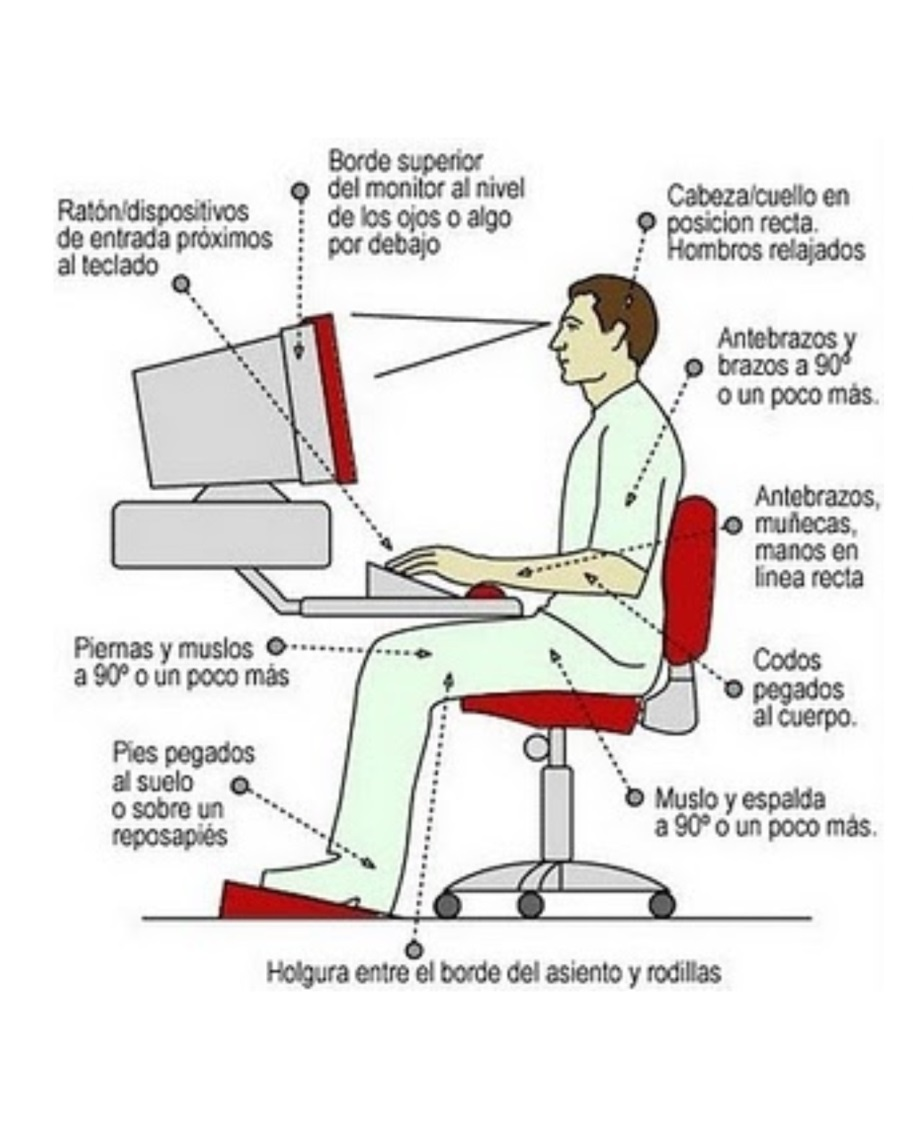 Borde superior
del monitor al nivel
de los ojos o algo
por debajo
Ratón/dispositivos
de entrada próximos
al teclado
Cabeza/cuello en
posicion recta.
Hombros relajados
Antebrazos y
brazos a 90º
o un poco más.
Antebrazos,
muñecas,
manos en
linea recta
Piernas y muslos
a 90º o un poco más
Codos
pegados
al cuerpo.
Pies pegados
al suelo
o sobre un
reposapiés
Muslo y espalda
a 90º o un poco más.
Holgura entre el borde del asiento y rodillas